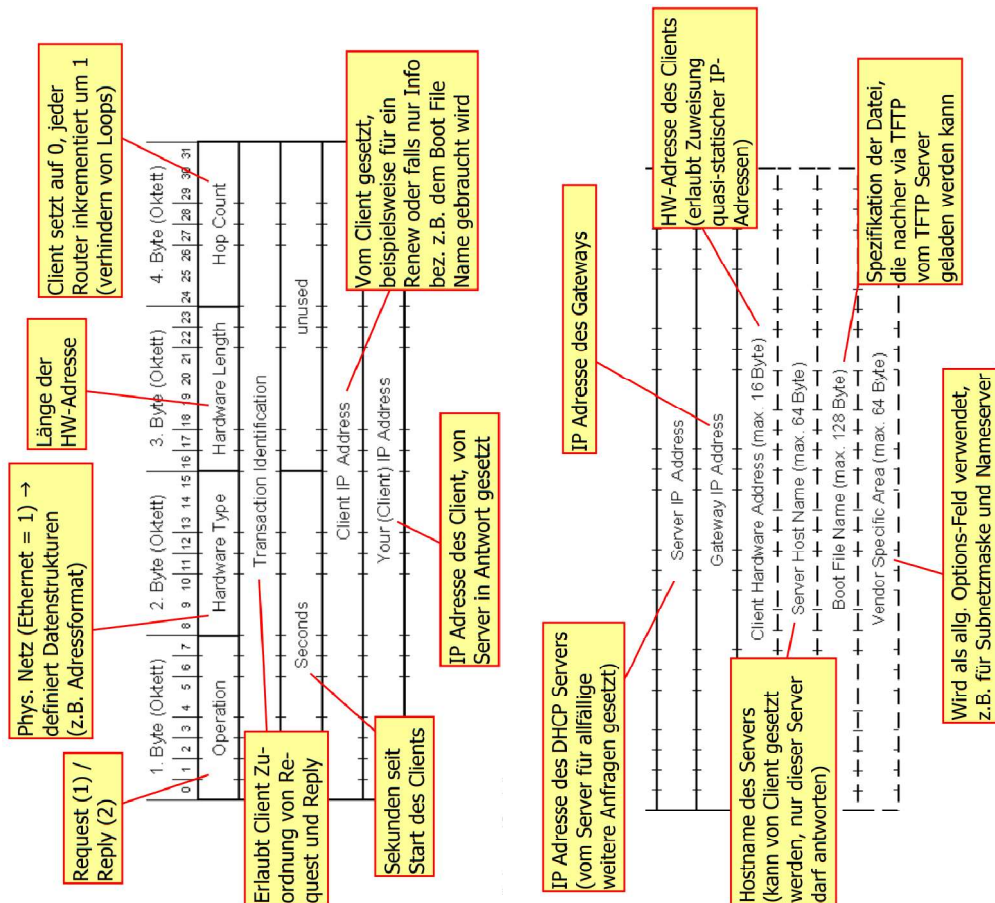 Request (1) /
Reply (2)
Phys. Netz (Ethernet = 1) →
definiert Datenstrukturen
(z.B. Adressformat)
Länge der
HW-Adresse
Client setzt auf 0, jeder
Router inkrementiert um 1
(verhindern von Loops)
1. Byte (Oktett) 2. Byte (Oktett) 3. Byte (Oktett) 4. Byte (Oktett)
0 1 2 3 4 5 6 7 8 9 10 11 12 13 14 15 16 17 18 19 20 21 22 23 24 25 26 27 28 29 30 31
Operation Hardware Type Hardware Length Hop Count
Transaction Identification
Seconds unused
Client IP Address
Your (Client) IP Address
Erlaubt Client Zu-
ordnung von Re-
quest und Reply
Sekunden seit
Start des Clients
IP Adresse des Client, von
Server in Antwort gesetzt
Vom Client gesetzt,
beispielsweise für ein
Renew oder falls nur Info
bez. z.B. dem Boot File
Name gebraucht wird
IP Adresse des DHCP Servers
(vom Server für allfällige
weitere Anfragen gesetzt)
IP Adresse des Gateways
HW-Adresse des Clients
(erlaubt Zuweisung
quasi-statischer IP-
Adressen)
Server IP Address
Gateway IP Address
Client Hardware Address (max. 16 Byte)
Server Host Name (max. 64 Byte)
Boot File Name (max. 128 Byte)
Vendor Specific Area (max. 64 Byte)
Hostname des Servers
(kann von Client gesetzt
werden, nur dieser Server
darf antworten)
Wird als allg. Options-Feld verwendet,
z.B. für Subnetzmaske und Nameserver
Spezifikation der Datei,
die nachher via TFTP
vom TFTP Server
geladen werden kann